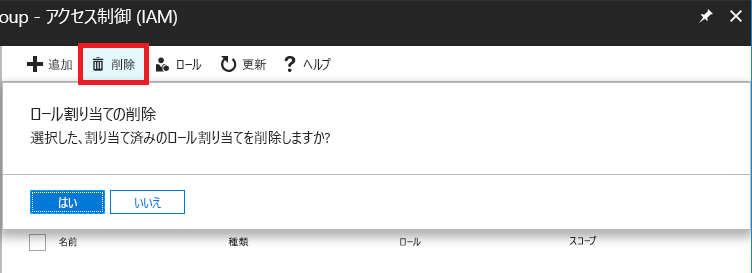 oup - アクセス制御 (IAM)
追加 削除 ロール 更新 ? ヘルプ
ロール割り当ての削除
選択した、割り当て済みのロール割り当てを削除しますか?
はい いいえ
名前 種類 ロール スコープ